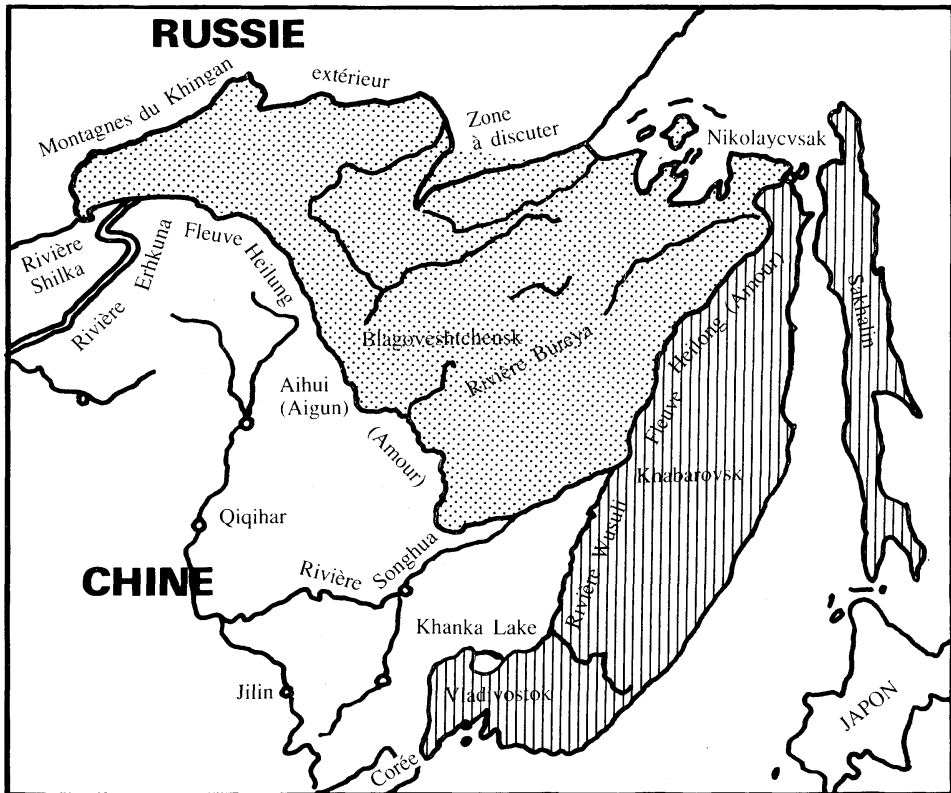 RUSSIE
Montagnes du Khingan
extérieur
Zone
à discuter
Nikolaycvsak
Rivière
Shilka
Rivière
Erhkuna
Fleuve
Heilung
Blagoveshtchensk
Rivière Bureya
Fleuve
Heilong (Amour)
Sakhalin
Aihui
(Aigun)
(Amour)
Khabarovsk
Qiqihar
CHINE
Rivière
Songhua
Rivière Wusuli
Khanka Lake
Jilin
Vladivostok
JAPON
Corée